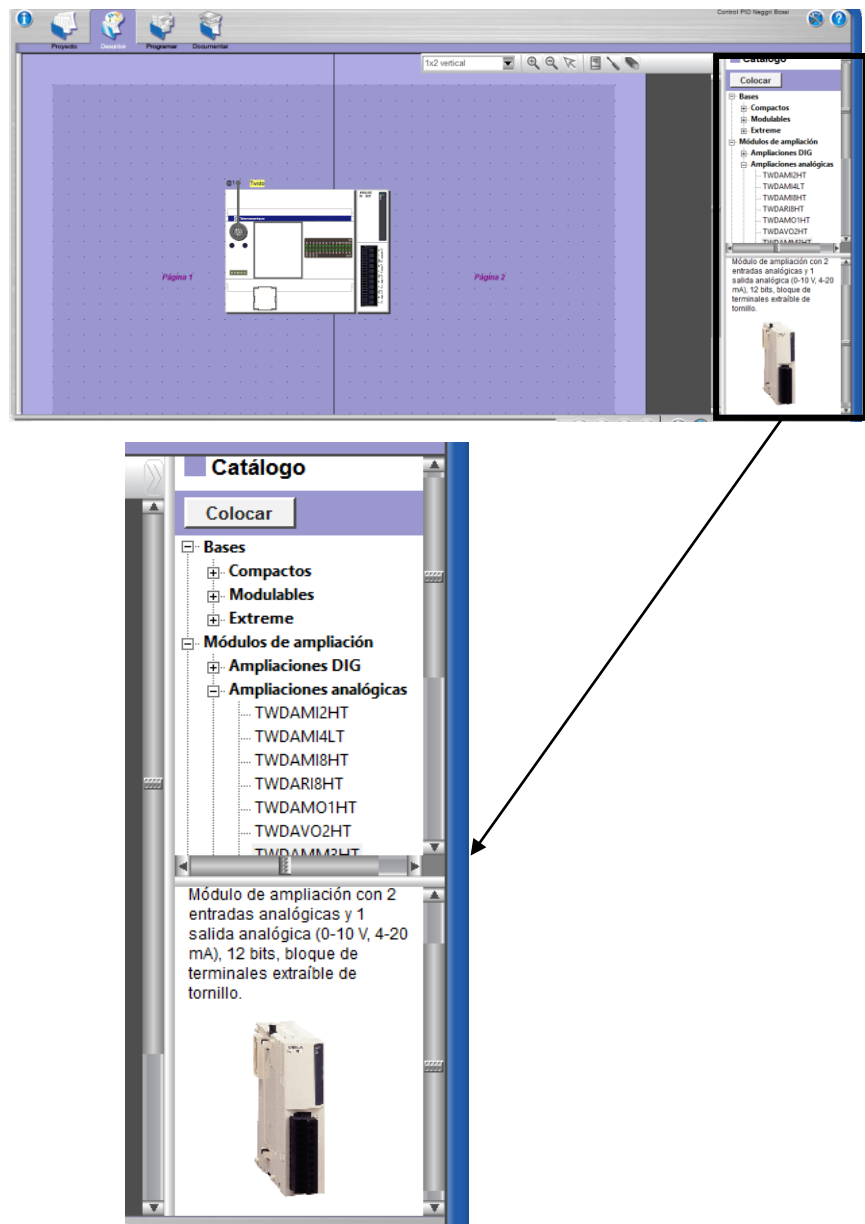 Control PID Neggri Bossi
Proyecto
Describir
Programar
Documentar
1x2 vertical
Catálogo
Colocar
Bases
Compactos
Modulables
Extreme
Módulos de ampliación
Ampliaciones DIG
Ampliaciones analógicas
TWDAMI2HT
TWDAMI4LT
TWDAMI8HT
TWDARI8HT
TWDAMO1HT
TWDAVO2HT
TWDAMM3HT
Twido
Telemecanique
Página 1
Página 2
Módulo de ampliación con 2
entradas analógicas y 1
salida analógica (0-10 V, 4-20
mA), 12 bits, bloque de
terminales extraíble de
tornillo.
Catálogo
Colocar
Bases
Compactos
Modulables
Extreme
Módulos de ampliación
Ampliaciones DIG
Ampliaciones analógicas
TWDAMI2HT
TWDAMI4LT
TWDAMI8HT
TWDARI8HT
TWDAMO1HT
TWDAVO2HT
TWDAMM3HT
Módulo de ampliación con 2
entradas analógicas y 1
salida analógica (0-10 V, 4-20
mA), 12 bits, bloque de
terminales extraíble de
tornillo.